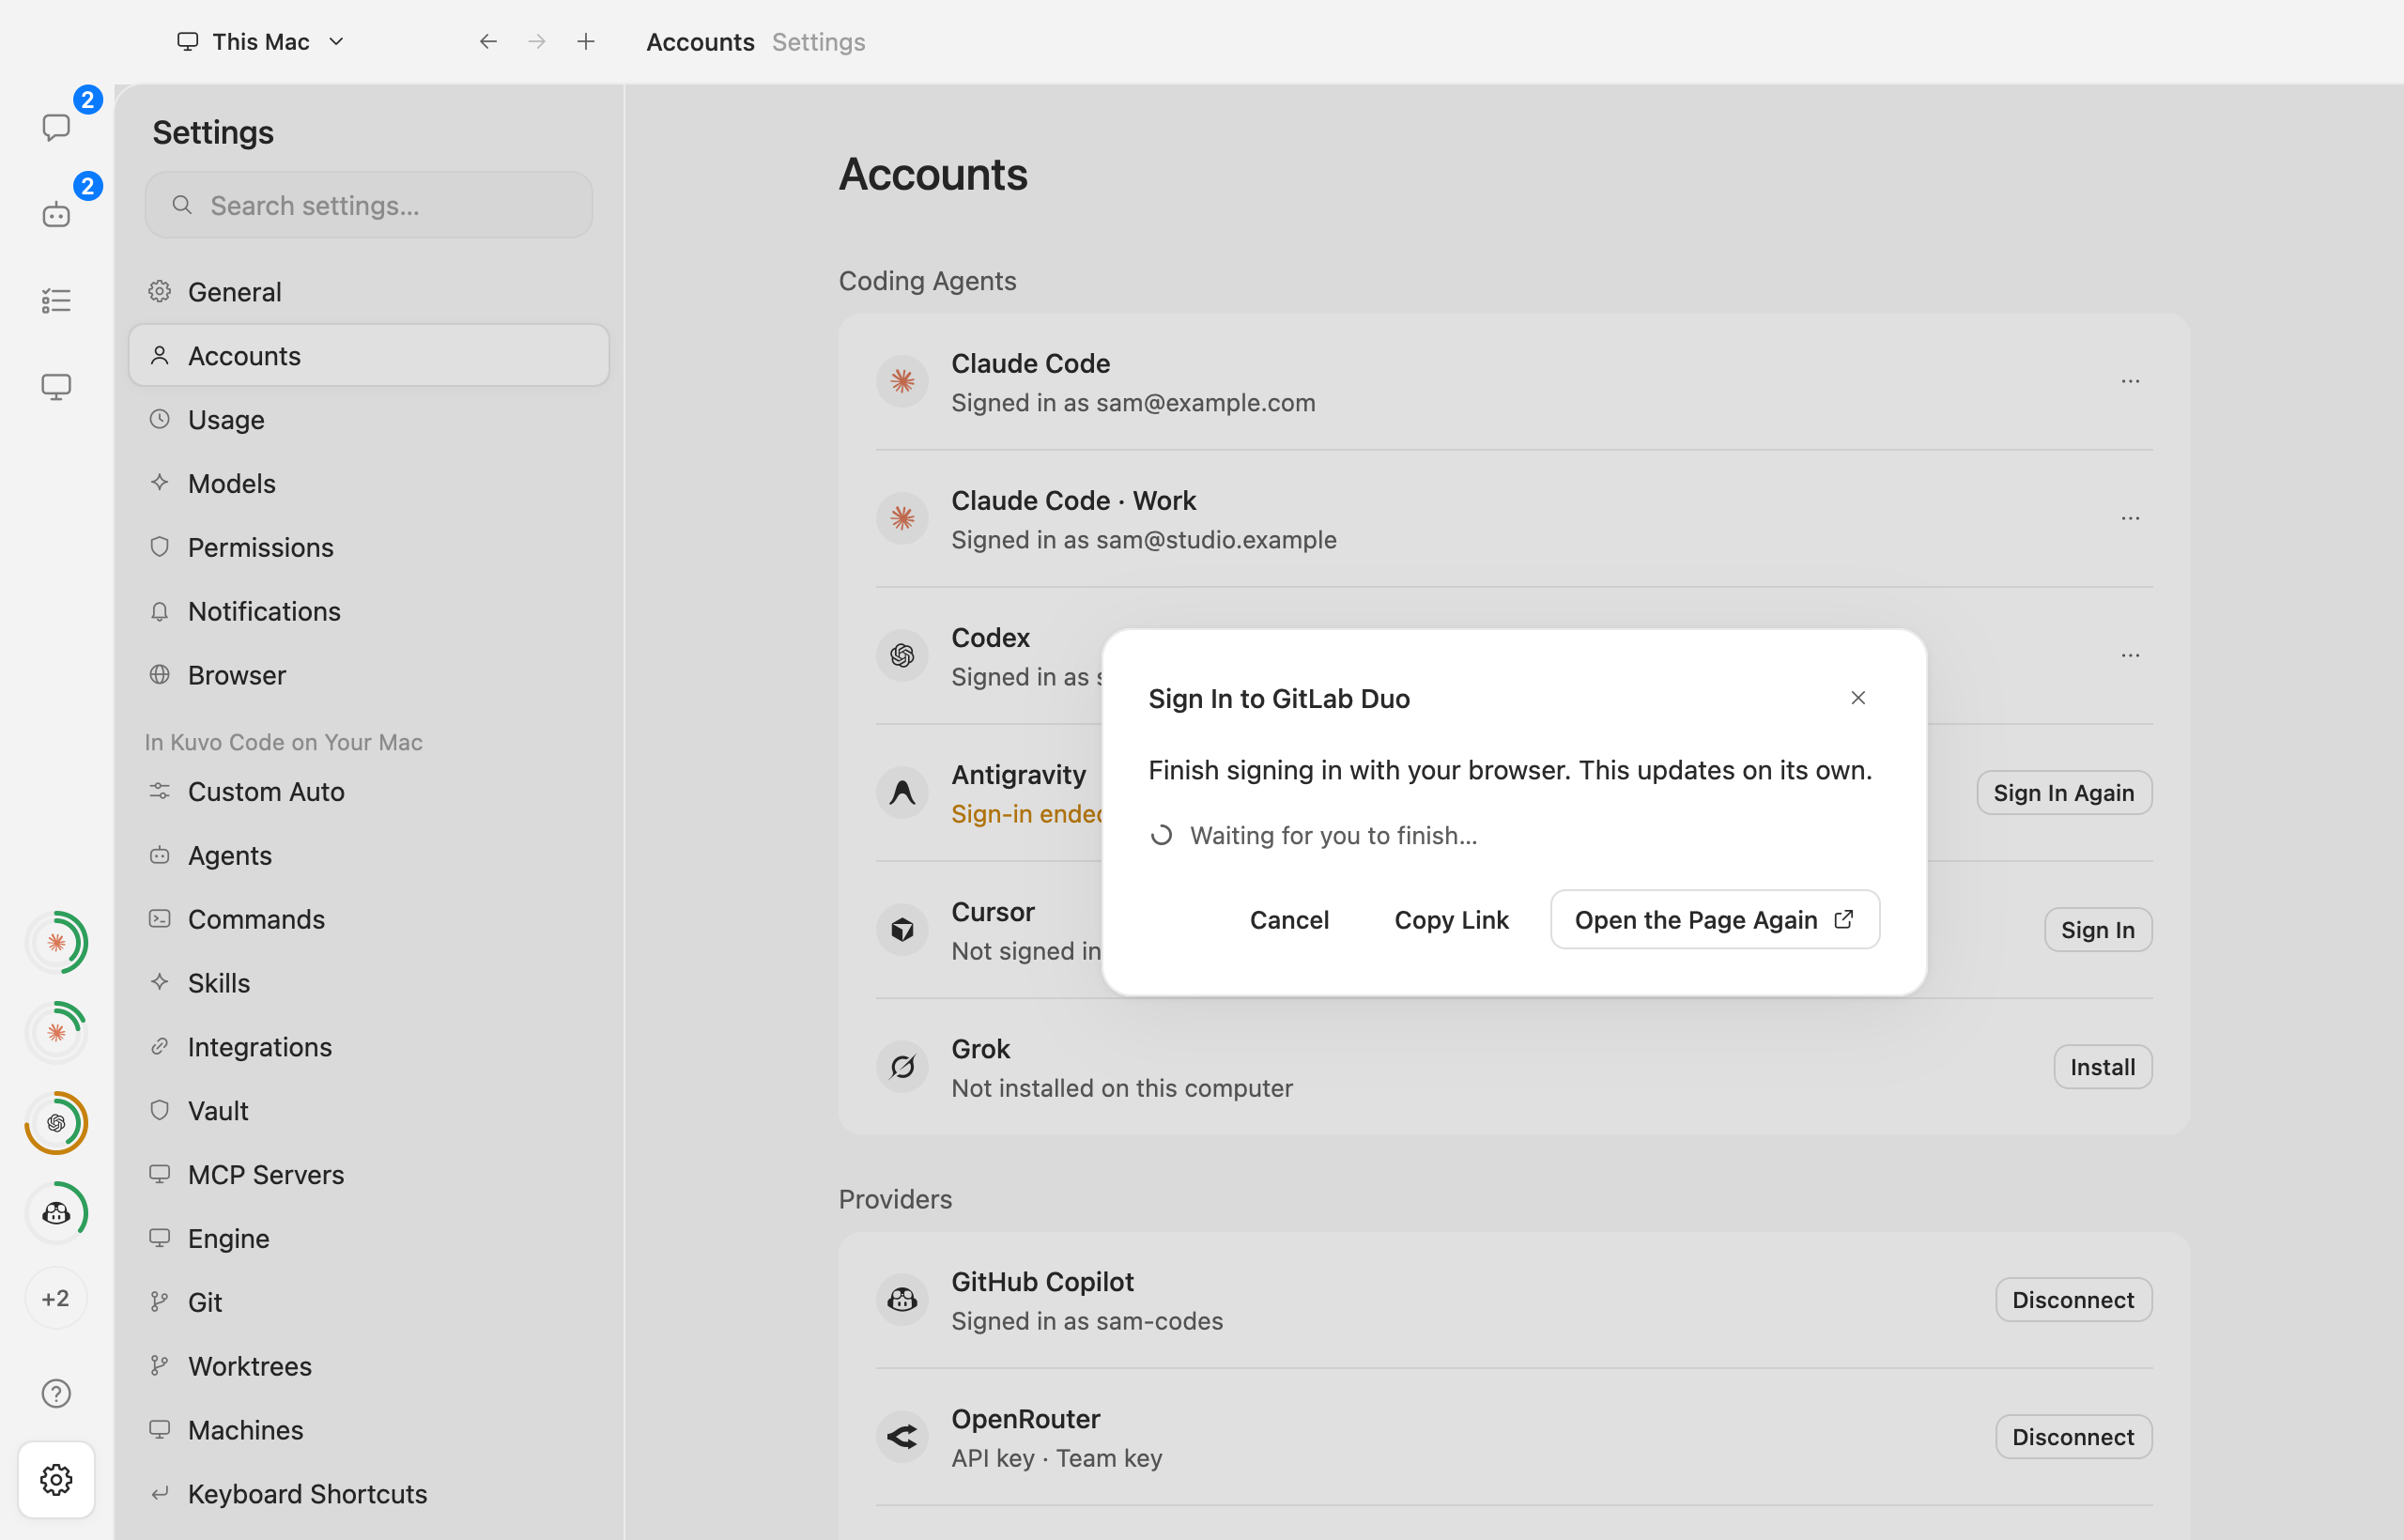 This Mac
Accounts Settings
2
2
Settings
Search settings...
General
Accounts
Usage
Models
Permissions
Notifications
Browser
In Kuvo Code on Your Mac
Custom Auto
Agents
Commands
Skills
Integrations
Vault
MCP Servers
Engine
Git
Worktrees
Machines
Keyboard Shortcuts
+2
Accounts
Coding Agents
Claude Code
Signed in as sam@example.com
Claude Code · Work
Signed in as sam@studio.example
Codex
Signed in as
Antigravity
Sign-in ended
Sign In Again
Cursor
Not signed in
Sign In
Grok
Not installed on this computer
Install
Sign In to GitLab Duo
Finish signing in with your browser. This updates on its own.
Waiting for you to finish...
Cancel
Copy Link
Open the Page Again
Providers
GitHub Copilot
Signed in as sam-codes
Disconnect
OpenRouter
API key · Team key
Disconnect